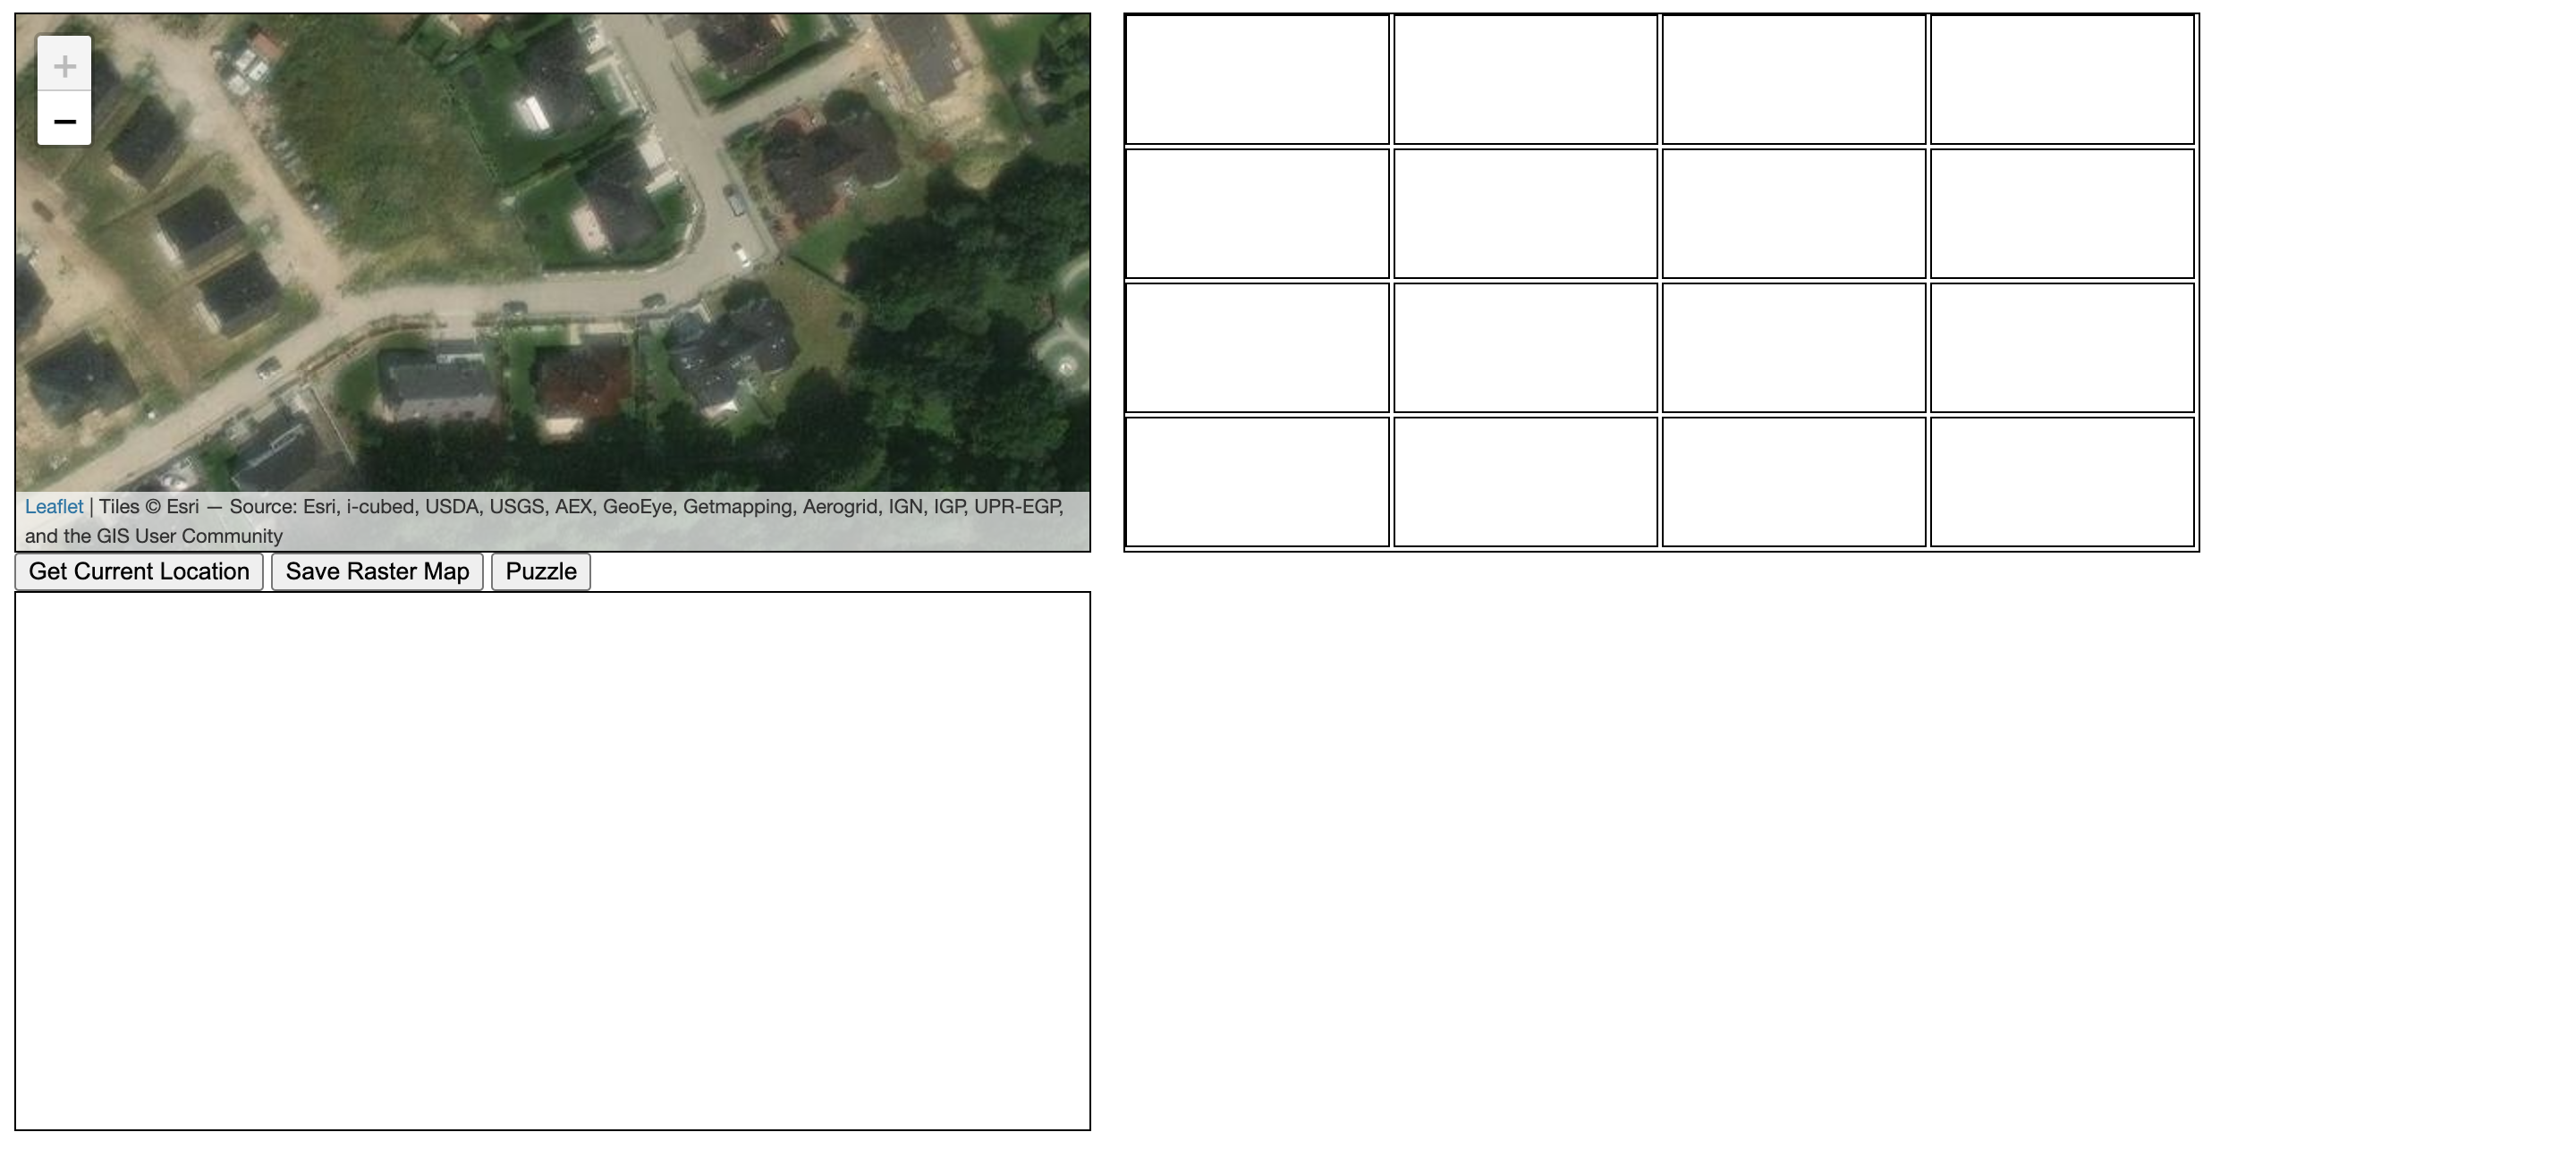 +
−
Leaflet | Tiles © Esri — Source: Esri, i-cubed, USDA, USGS, AEX, GeoEye, Getmapping, Aerogrid, IGN, IGP, UPR-EGP,
and the GIS User Community
Get Current Location Save Raster Map Puzzle